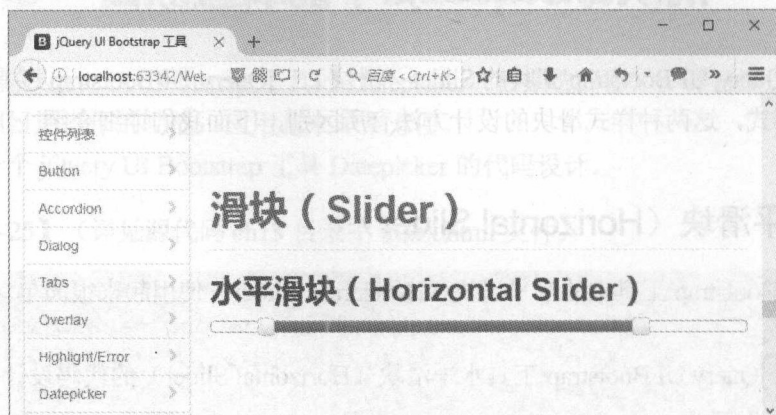 jQuery UI Bootstrap 工具
localhost:63342/Web
百度 <Ctrl+K>
控件列表
Button
Accordion
Dialog
Tabs
Overlay
Highlight/Error
Datepicker
滑块（Slider）
水平滑块（Horizontal Slider）